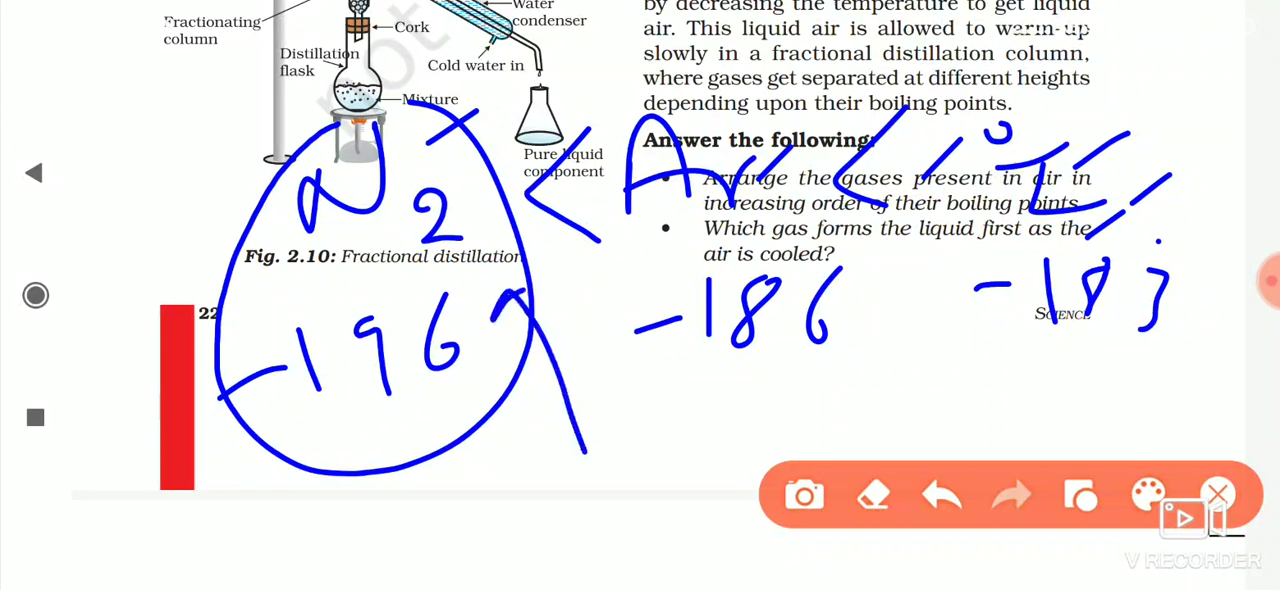 Water
condenser
Fractionating
column
Cork
Distillation
flask
Cold water in
Mixture
Pure liquid
component
Fig. 2.10: Fractional distillation
22
by decreasing the temperature to get liquid
air. This liquid air is allowed to warm-up
slowly in a fractional distillation column,
where gases get separated at different heights
depending upon their boiling points.
Answer the following:
• Arrange the gases present in air in
increasing order of their boiling points.
• Which gas forms the liquid first as the
air is cooled?
SCIENCE
N2 < Ar < O2
-196 -186 -183
V RECORDER